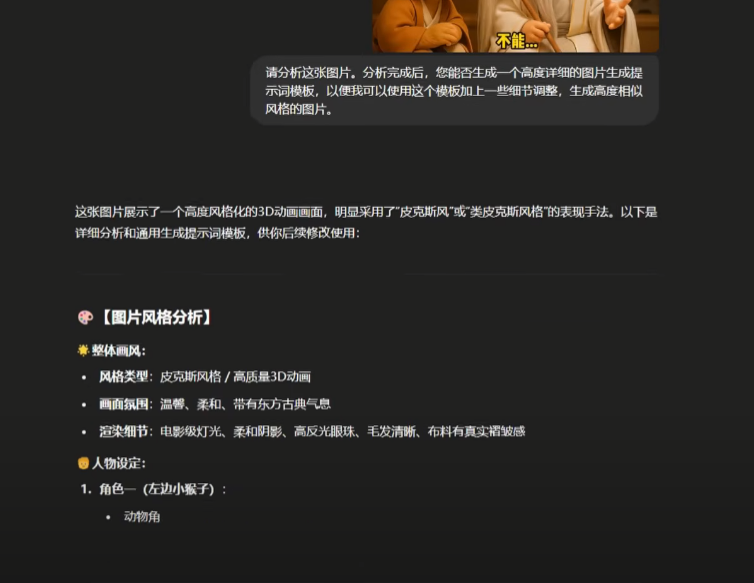 不能...
请分析这张图片。分析完成后，您能否生成一个高度详细的图片生成提
示词模板，以便我可以使用这个模板加上一些细节调整，生成高度相似
风格的图片。
这张图片展示了一个高度风格化的3D动画画面，明显采用了“皮克斯风”或“类皮克斯风格”的表现手法。以下是
详细分析和通用生成提示词模板，供你后续修改使用：
🎨【图片风格分析】
🌟整体画风：
• 风格类型：皮克斯风格 / 高质量3D动画
• 画面氛围：温馨、柔和、带有东方古典气息
• 渲染细节：电影级灯光、柔和阴影、高反光眼珠、毛发清晰、布料有真实褶皱感
人物设定：
1. 角色一（左边小猴子）：
• 动物角